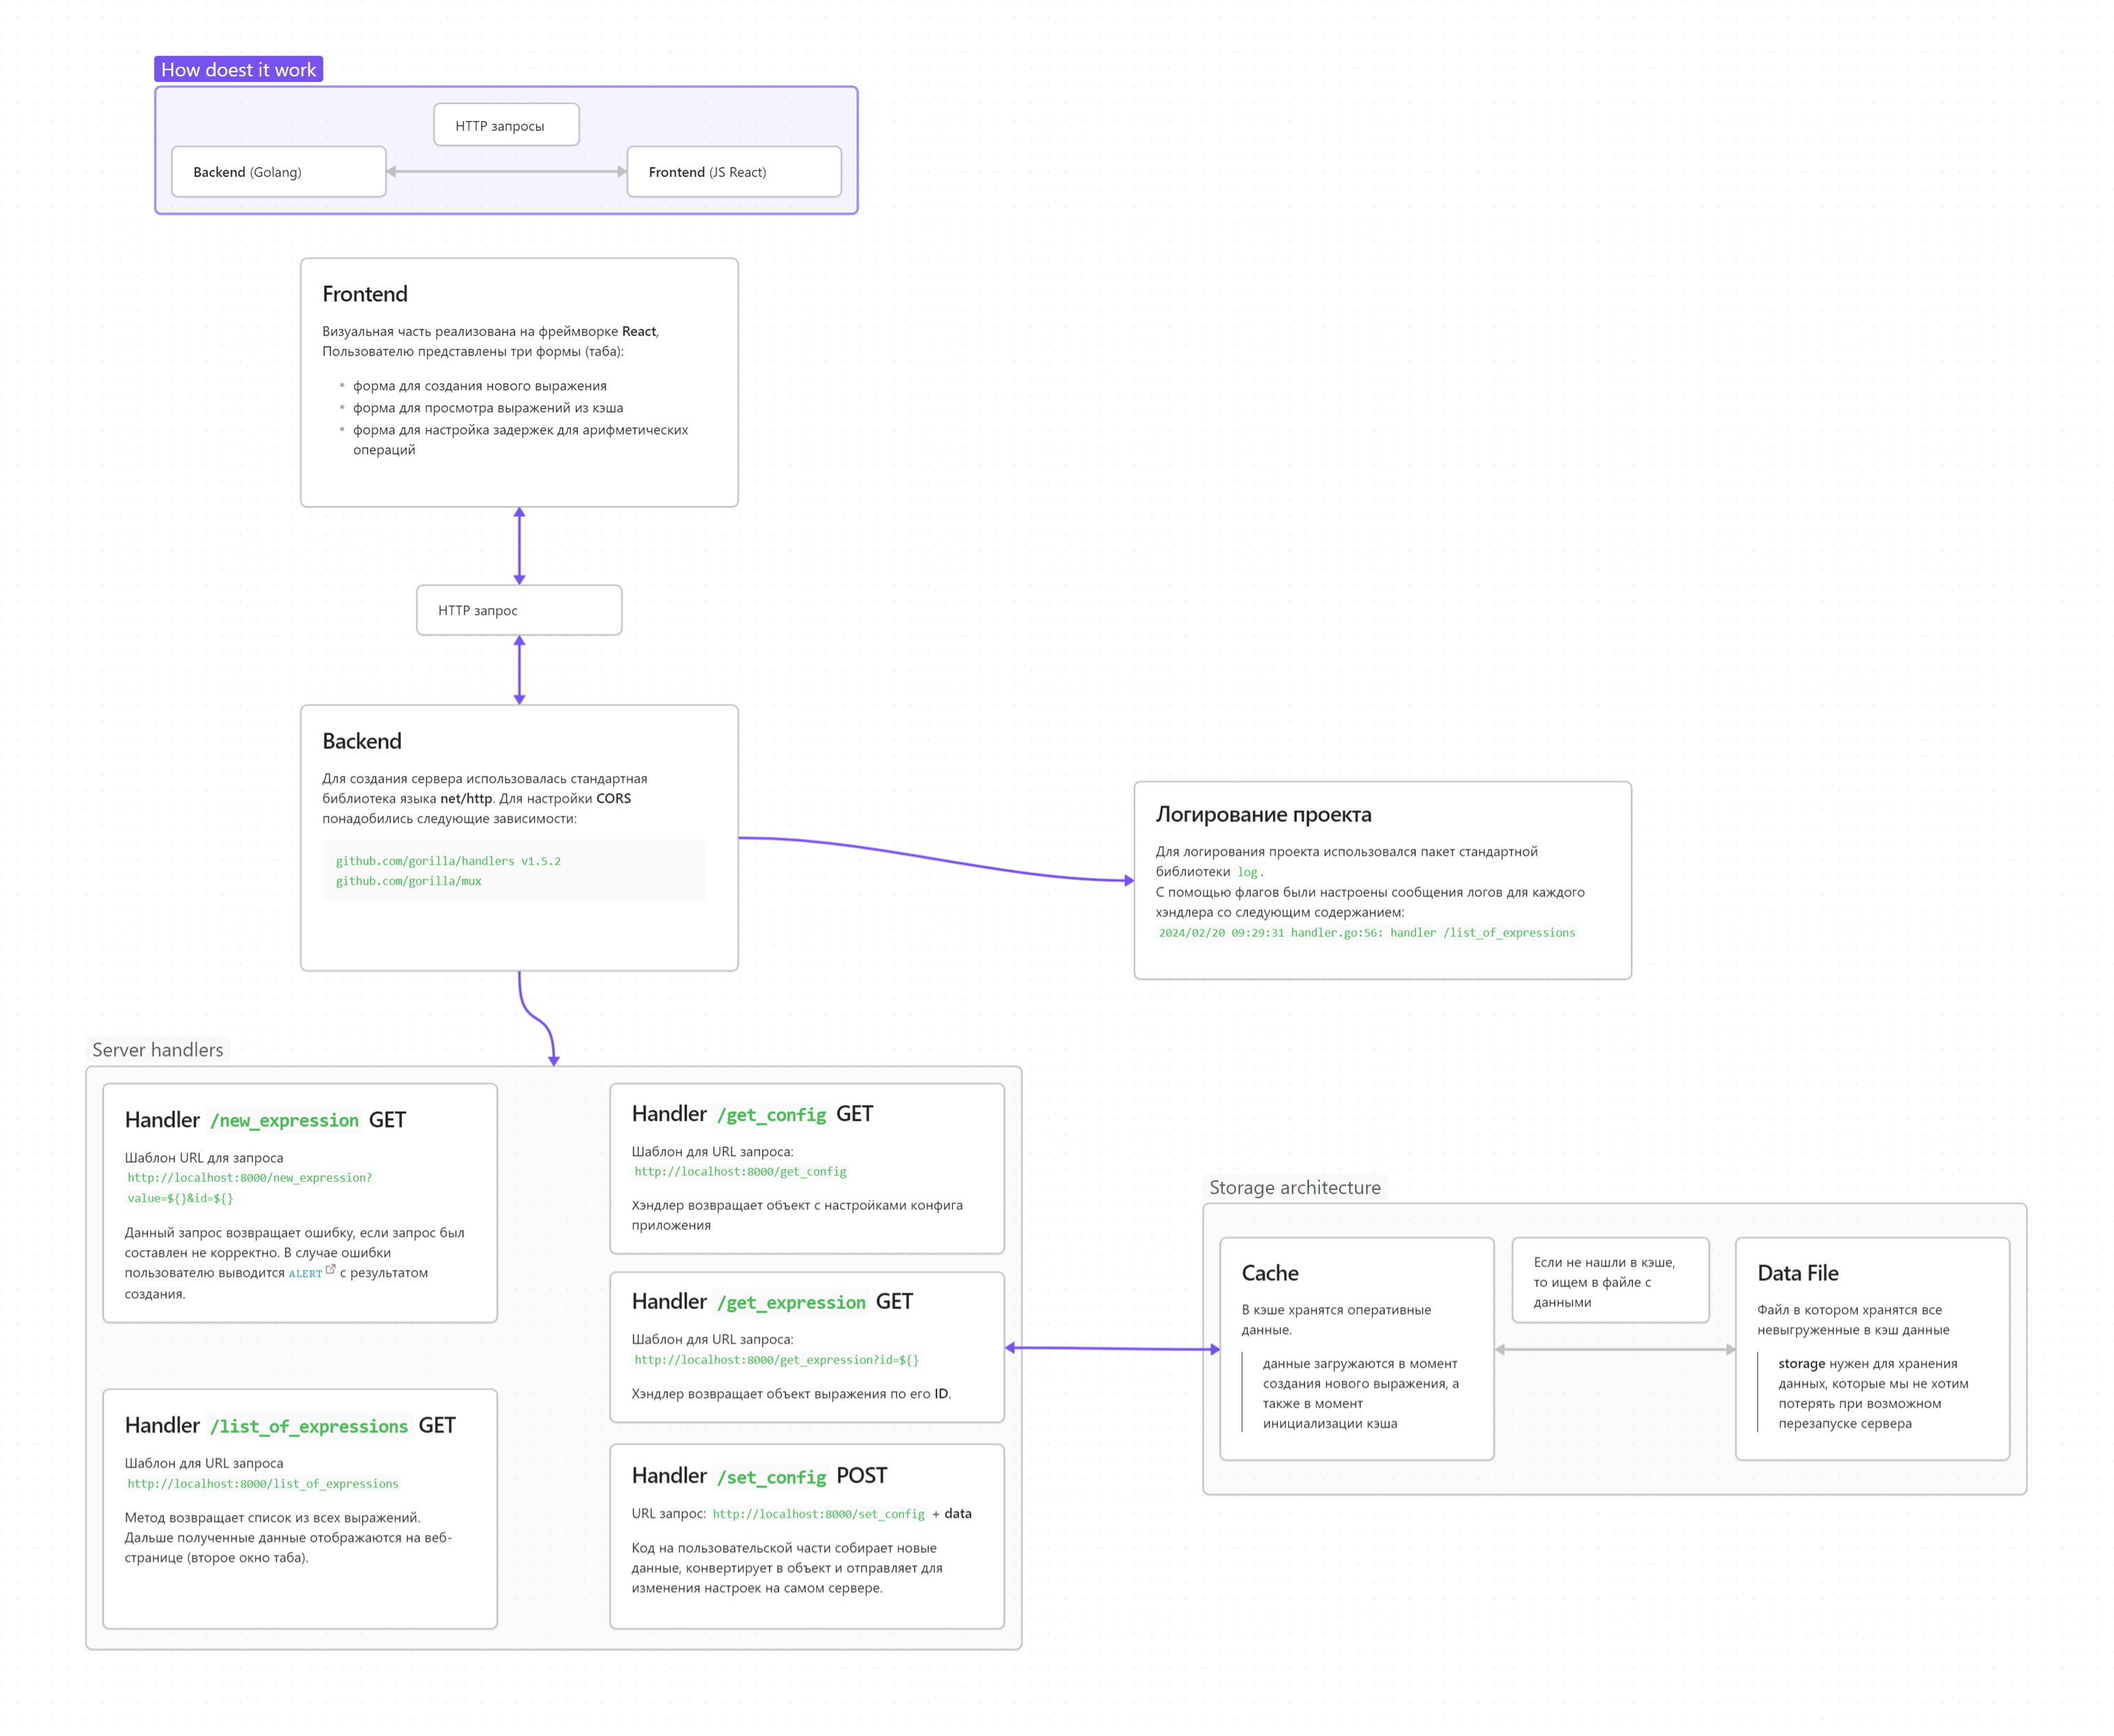 How doest it work
HTTP запросы
Backend (Golang)
Frontend (JS React)
Frontend
Визуальная часть реализована на фреймворке React,
Пользователю представлены три формы (таба):
• форма для создания нового выражения
• форма для просмотра выражений из кэша
• форма для настройка задержек для арифметических
операций
HTTP запрос
Backend
Для создания сервера использовалась стандартная
библиотека языка net/http. Для настройки CORS
понадобились следующие зависимости:
github.com/gorilla/handlers v1.5.2
github.com/gorilla/mux
Логирование проекта
Для логирования проекта использовался пакет стандартной
библиотеки log.
С помощью флагов были настроены сообщения логов для каждого
хэндлера со следующим содержанием:
2024/02/20 09:29:31 handler.go:56: handler /list_of_expressions
Server handlers
Handler /new_expression GET
Шаблон URL для запроса
http://localhost:8000/new_expression?
value=${}&id=${}
Данный запрос возвращает ошибку, если запрос был
составлен не корректно. В случае ошибки
пользователю выводится ALERT с результатом
создания.
Handler /list_of_expressions GET
Шаблон для URL запроса
http://localhost:8000/list_of_expressions
Метод возвращает список из всех выражений.
Дальше полученные данные отображаются на веб-
странице (второе окно таба).
Handler /get_config GET
Шаблон для URL запроса:
http://localhost:8000/get_config
Хэндлер возвращает объект с настройками конфига
приложения
Handler /get_expression GET
Шаблон для URL запроса:
http://localhost:8000/get_expression?id=${}
Хэндлер возвращает объект выражения по его ID.
Handler /set_config POST
URL запрос: http://localhost:8000/set_config + data
Код на пользовательской части собирает новые
данные, конвертирует в объект и отправляет для
изменения настроек на самом сервере.
Storage architecture
Cache
В кэше хранятся оперативные
данные.
данные загружаются в момент
создания нового выражения, а
также в момент
инициализации кэша
Если не нашли в кэше,
то ищем в файле с
данными
Data File
Файл в котором хранятся все
невыгруженные в кэш данные
storage нужен для хранения
данных, которые мы не хотим
потерять при возможном
перезапуске сервера